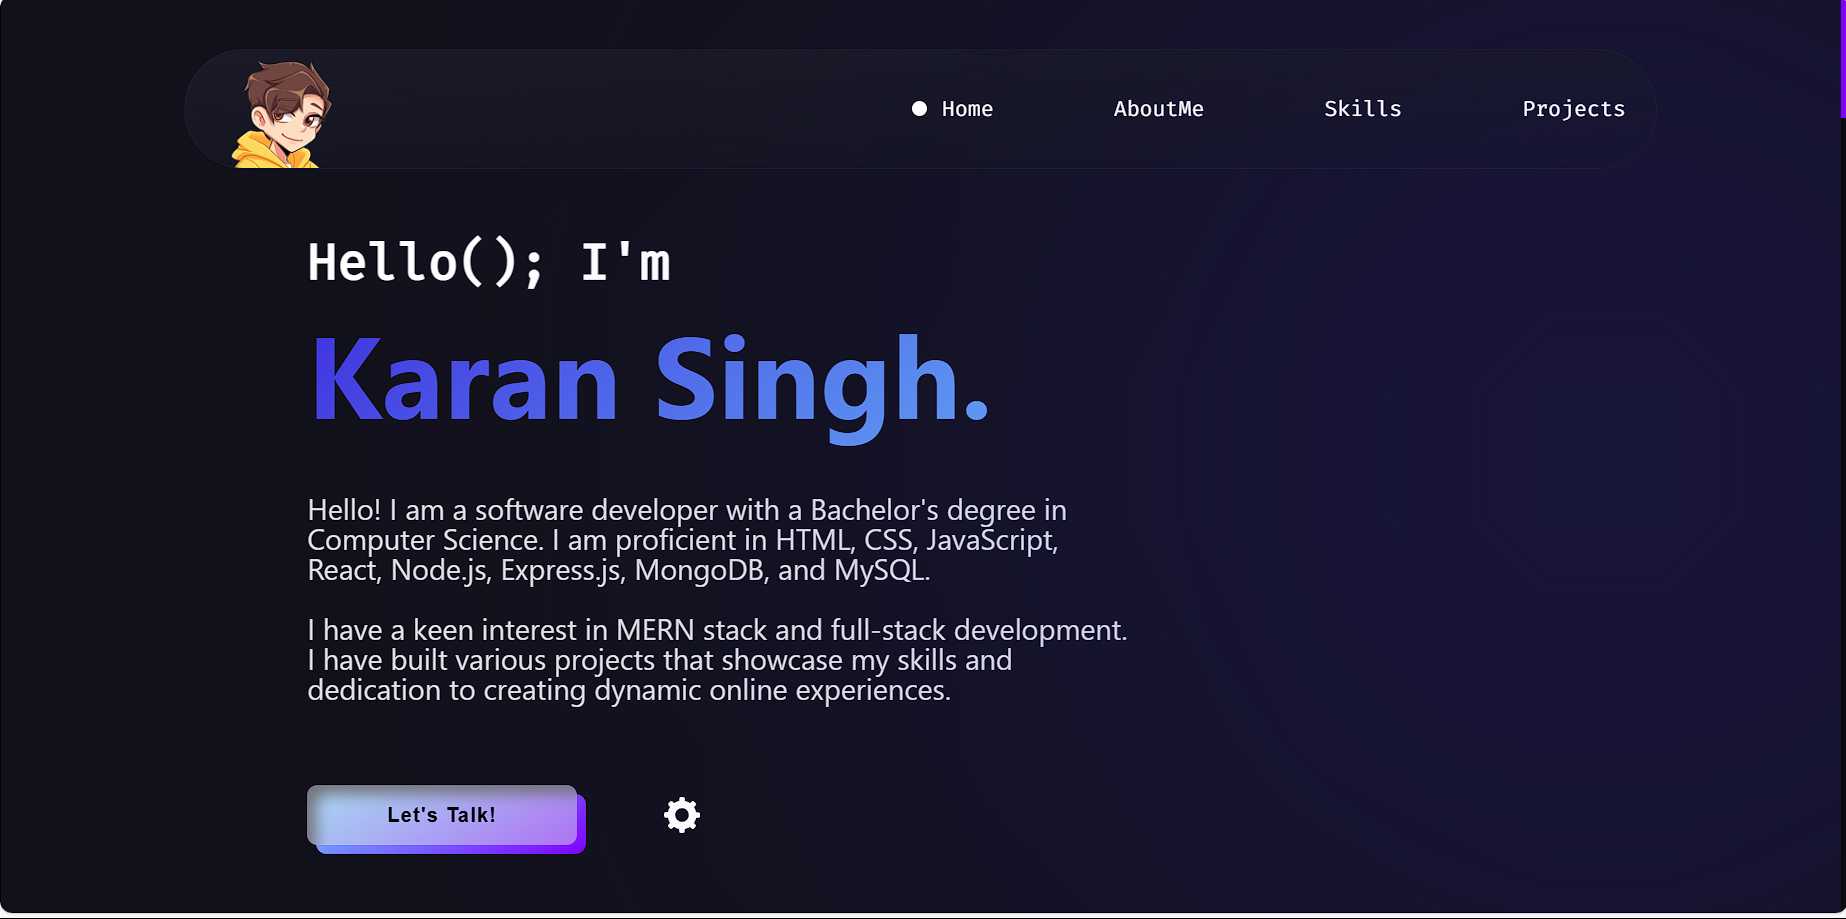 Home AboutMe Skills Projects
Hello(); I'm
Karan Singh.
Hello! I am a software developer with a Bachelor's degree in
Computer Science. I am proficient in HTML, CSS, JavaScript,
React, Node.js, Express.js, MongoDB, and MySQL.
I have a keen interest in MERN stack and full-stack development.
I have built various projects that showcase my skills and
dedication to creating dynamic online experiences.
Let's Talk!